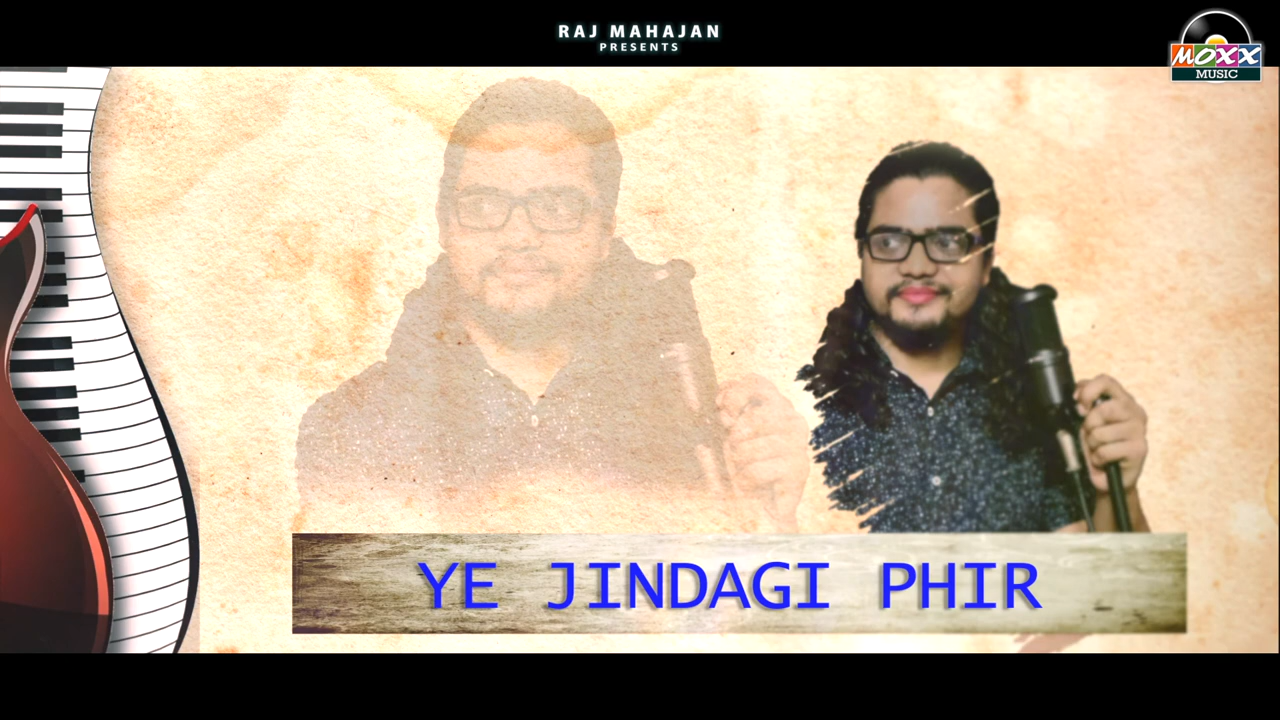 RAJ MAHAJAN
PRESENTS
MOXX
MUSIC
YE JINDAGI PHIR